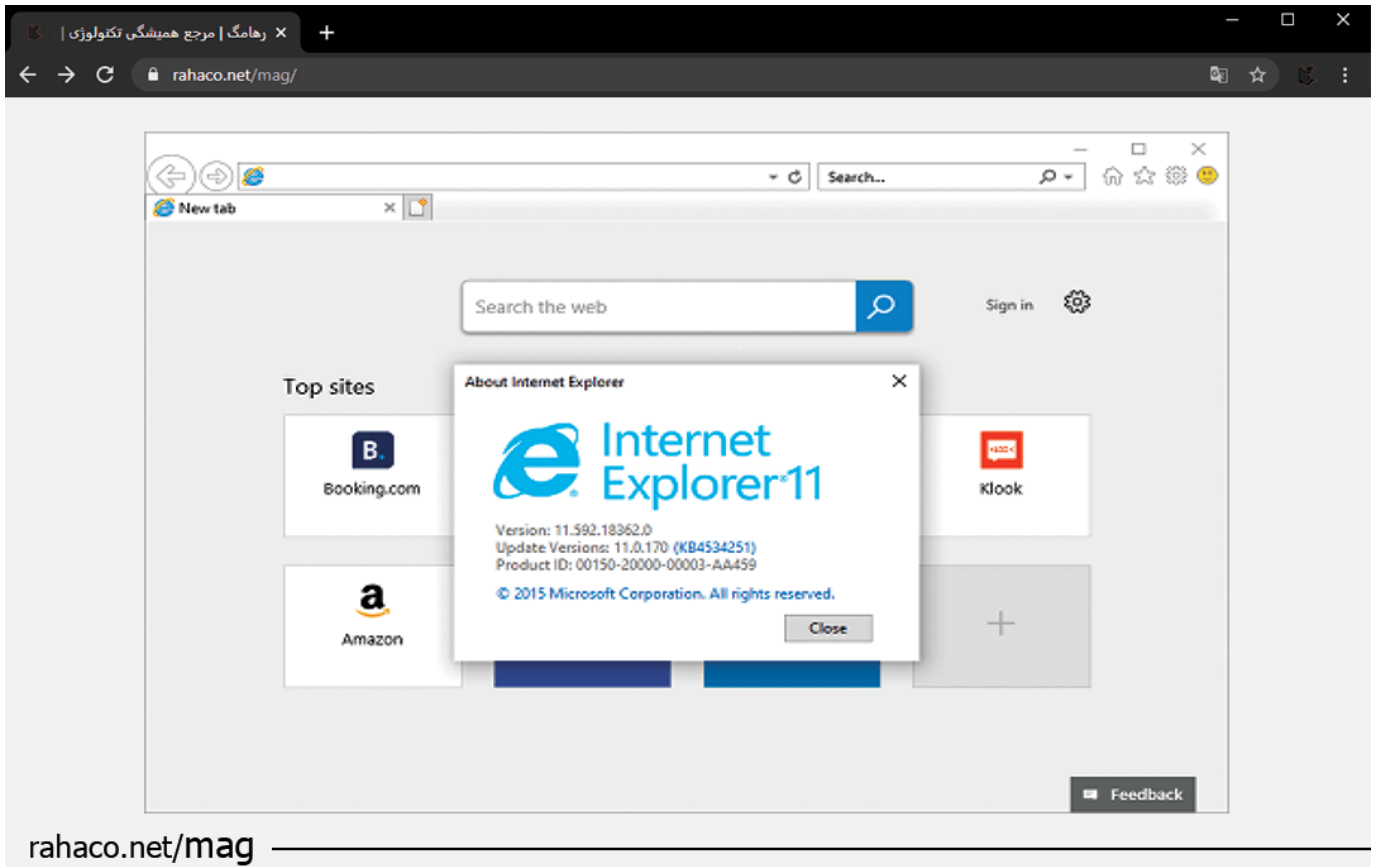 رهامگ | مرجع همیشگی تکنولوژی |
rahaco.net/mag/
Search...
New tab
Search the web
Sign in
Top sites
About Internet Explorer
B.
Booking.com
Internet
Explorer®11
Klook
Version: 11.592.18362.0
Update Versions: 11.0.170 (KB4534251)
Product ID: 00150-20000-00003-AA459
© 2015 Microsoft Corporation. All rights reserved.
Close
a
Amazon
Feedback
rahaco.net/mag